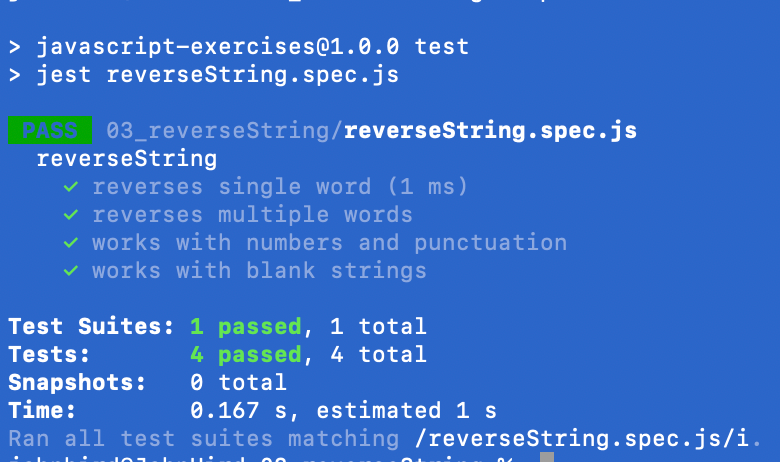 > javascript-exercises@1.0.0 test
> jest reverseString.spec.js
PASS 03_reverseString/reverseString.spec.js
reverseString
✓ reverses single word (1 ms)
✓ reverses multiple words
✓ works with numbers and punctuation
✓ works with blank strings
Test Suites: 1 passed, 1 total
Tests: 4 passed, 4 total
Snapshots: 0 total
Time: 0.167 s, estimated 1 s
Ran all test suites matching /reverseString.spec.js/i.
03_reverseString %